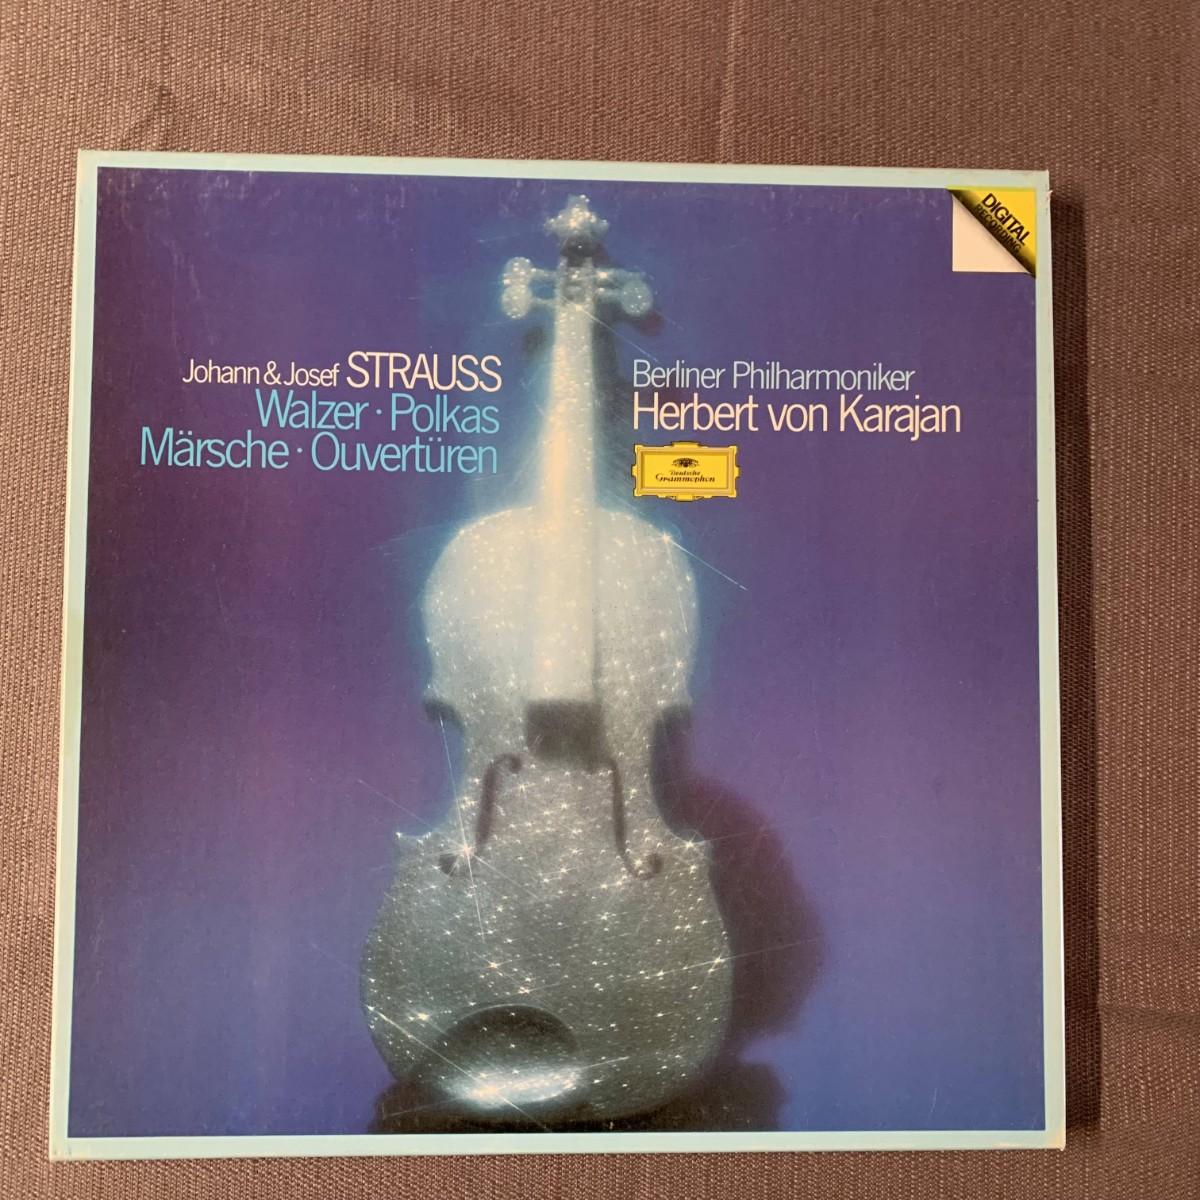 DIGITAL
RECORDING
Johann & Josef STRAUSS
Walzer · Polkas
Märsche · Ouvertüren
Berliner Philharmoniker
Herbert von Karajan
Deutsche
Grammophon